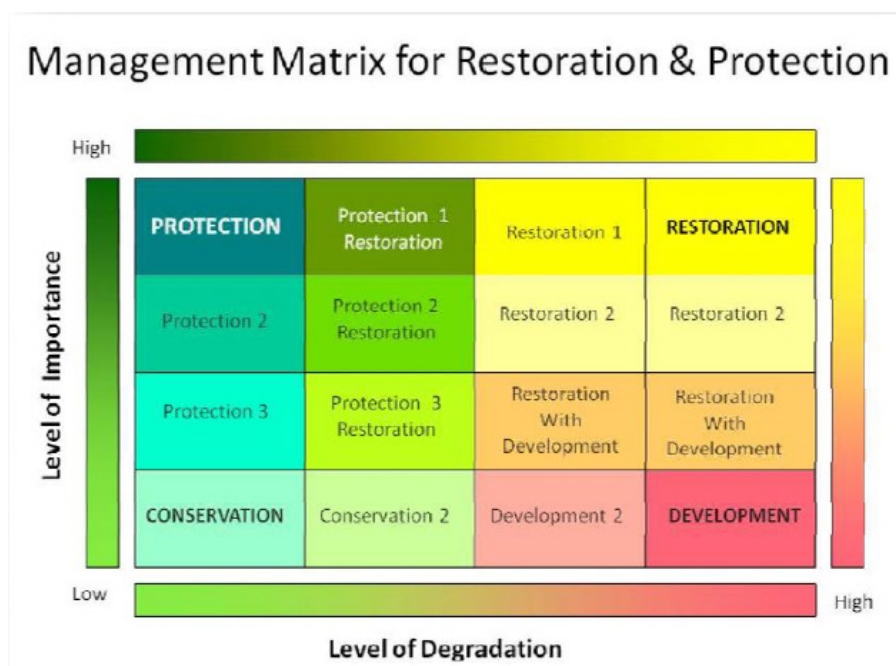 Management Matrix for Restoration & Protection
High
PROTECTION
Protection 1
Restoration
Restoration 1
RESTORATION
Protection 2
Protection 2
Restoration
Restoration 2
Restoration 2
Protection 3
Protection 3
Restoration
Restoration
With
Development
Restoration
With
Development
CONSERVATION
Conservation 2
Development 2
DEVELOPMENT
Level of Importance
Low
High
Level of Degradation